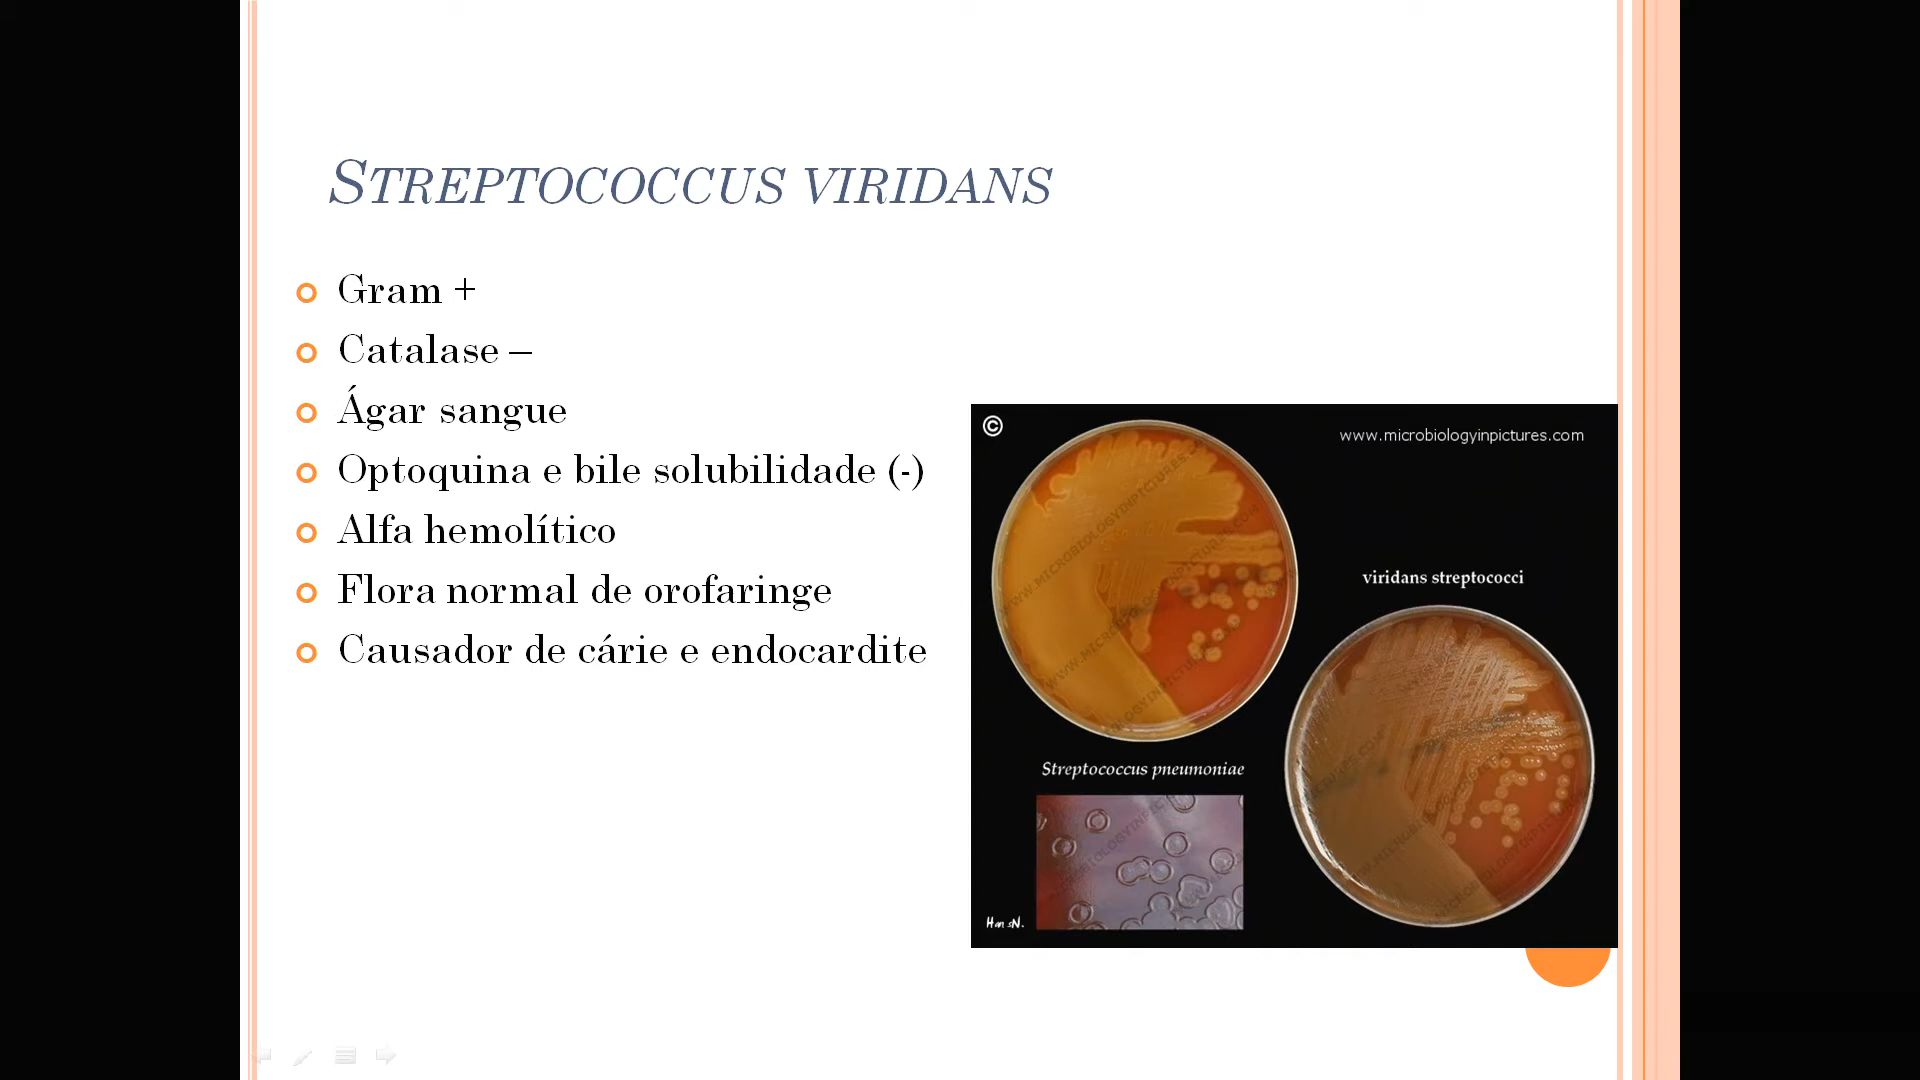 STREPTOCOCCUS VIRIDANS
Gram +
Catalase –
Ágar sangue
Optoquina e bile solubilidade (-)
Alfa hemolítico
Flora normal de orofaringe
Causador de cárie e endocardite
©
www.microbiologyinpictures.com
viridans streptococci
Streptococcus pneumoniae
HansN.